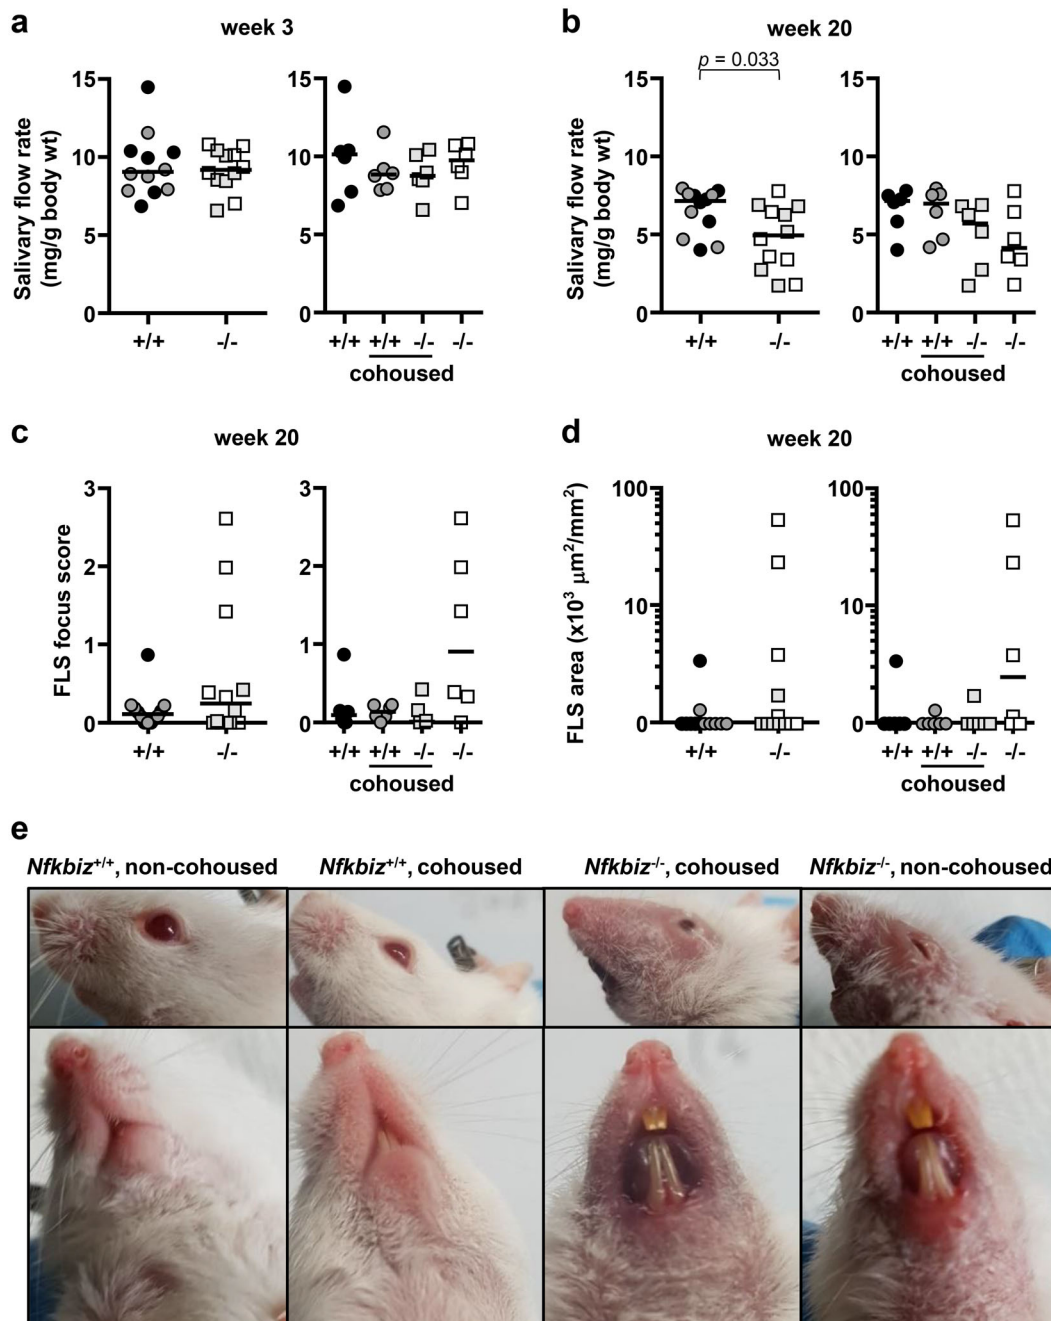 a
week 3
Salivary flow rate
(mg/g body wt)
15
10
5
0
+/+
-/-
15
10
5
0
+/+
+/+
-/-
-/-
cohoused
b
week 20
p = 0.033
Salivary flow rate
(mg/g body wt)
15
10
5
0
+/+
-/-
15
10
5
0
+/+
+/+
-/-
-/-
cohoused
c
week 20
FLS focus score
3
2
1
0
+/+
-/-
3
2
1
0
+/+
+/+
-/-
-/-
cohoused
d
week 20
FLS area (x10³ μm²/mm²)
100
10
0
+/+
-/-
100
10
0
+/+
+/+
-/-
-/-
cohoused
e
Nfkbiz+/+, non-cohoused
Nfkbiz+/+, cohoused
Nfkbiz-/-, cohoused
Nfkbiz-/-, non-cohoused